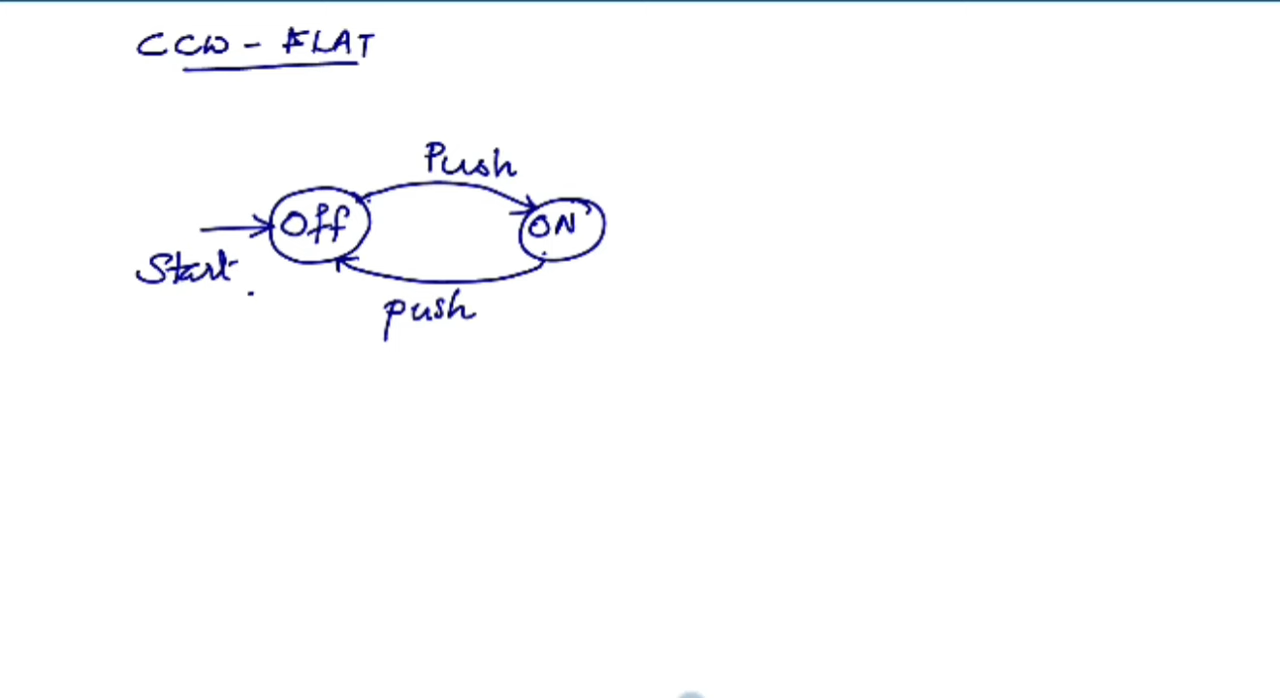 CCW - FLAT
Push
Off
ON
Start.
push